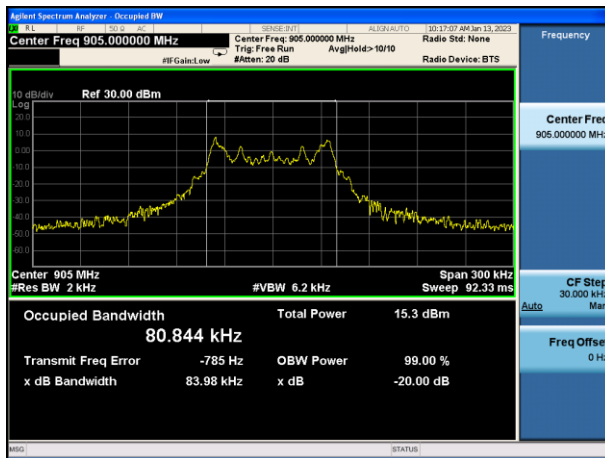 Agilent Spectrum Analyzer - Occupied BW
RL RF 50 Ω AC SENSE:INT ALIGNAUTO 10:17:07 AM Jan 13, 2023
Center Freq 905.000000 MHz Center Freq: 905.000000 MHz Radio Std: None Frequency
Trig: Free Run Avg|Hold:>10/10
#IFGain:Low #Atten: 20 dB Radio Device: BTS
10 dB/div Ref 30.00 dBm
Log
20.0
10.0
0.00
-10.0
-20.0
-30.0
-40.0
-50.0
-60.0
Center Freq
905.000000 MHz
Center 905 MHz Span 300 kHz
#Res BW 2 kHz #VBW 6.2 kHz Sweep 92.33 ms
CF Step
30.000 kHz
Auto Man
Occupied Bandwidth Total Power 15.3 dBm
80.844 kHz
Transmit Freq Error -785 Hz OBW Power 99.00 %
x dB Bandwidth 83.98 kHz x dB -20.00 dB
Freq Offset
0 Hz
MSG STATUS